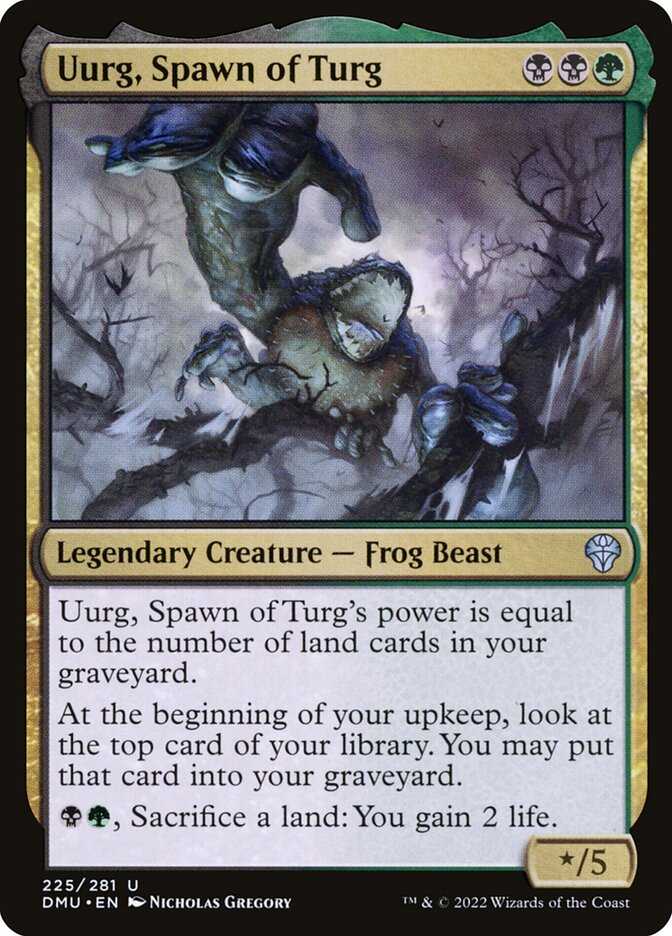 Uurg, Spawn of Turg
Legendary Creature — Frog Beast
Uurg, Spawn of Turg's power is equal
to the number of land cards in your
graveyard.
At the beginning of your upkeep, look at
the top card of your library. You may put
that card into your graveyard.
, Sacrifice a land: You gain 2 life.
★/5
225/281 U
DMU • EN Nicholas Gregory
™ & © 2022 Wizards of the Coast